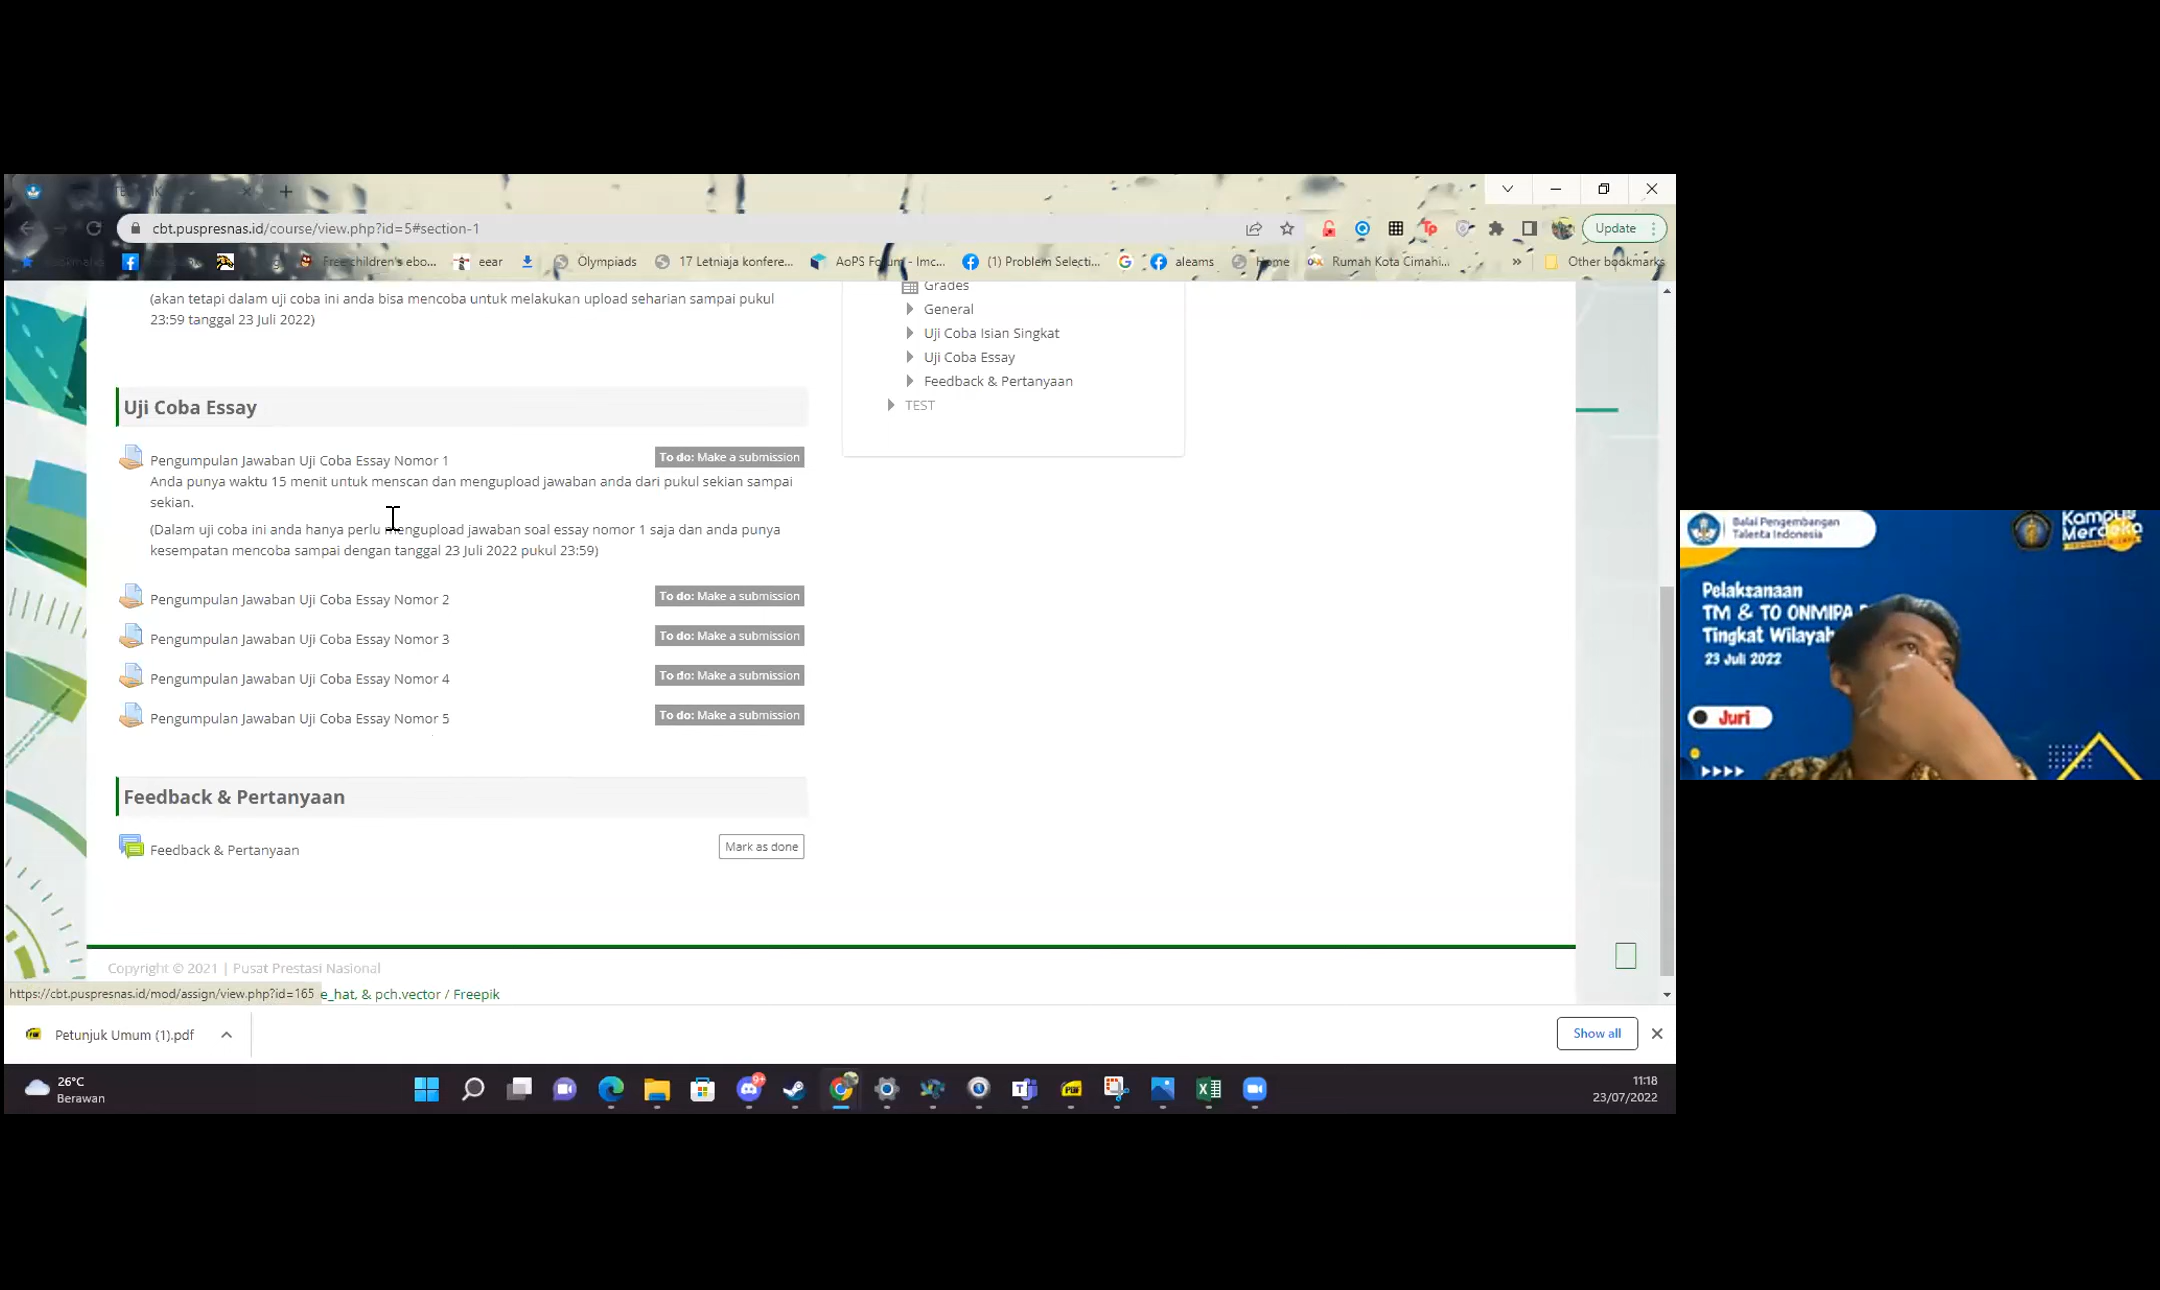 cbt.puspresnas.id/course/view.php?id=5#section-1
Update
Free children's ebo...
eear
Olympiads
17 Letniaja konfere...
AoPS Forum - Imc...
(1) Problem Selecti...
aleams
Home
Rumah Kota Cimahi...
»
Other bookmarks
(akan tetapi dalam uji coba ini anda bisa mencoba untuk melakukan upload seharian sampai pukul
23:59 tanggal 23 Juli 2022)
Uji Coba Essay
Pengumpulan Jawaban Uji Coba Essay Nomor 1
To do: Make a submission
Anda punya waktu 15 menit untuk menscan dan mengupload jawaban anda dari pukul sekian sampai
sekian.
(Dalam uji coba ini anda hanya perlu mengupload jawaban soal essay nomor 1 saja dan anda punya
kesempatan mencoba sampai dengan tanggal 23 Juli 2022 pukul 23:59)
Pengumpulan Jawaban Uji Coba Essay Nomor 2
To do: Make a submission
Pengumpulan Jawaban Uji Coba Essay Nomor 3
To do: Make a submission
Pengumpulan Jawaban Uji Coba Essay Nomor 4
To do: Make a submission
Pengumpulan Jawaban Uji Coba Essay Nomor 5
To do: Make a submission
Feedback & Pertanyaan
Feedback & Pertanyaan
Mark as done
Grades
General
Uji Coba Isian Singkat
Uji Coba Essay
Feedback & Pertanyaan
TEST
Copyright © 2021 | Pusat Prestasi Nasional
https://cbt.puspresnas.id/mod/assign/view.php?id=165
e_hat, & pch.vector / Freepik
Petunjuk Umum (1).pdf
Show all
26°C
Berawan
11:18
23/07/2022
Balai Pengembangan
Talenta Indonesia
Kampus
Merdeka
Pelaksanaan
TM & TO ONMIPA
Tingkat Wilayah
23 Juli 2022
Juri